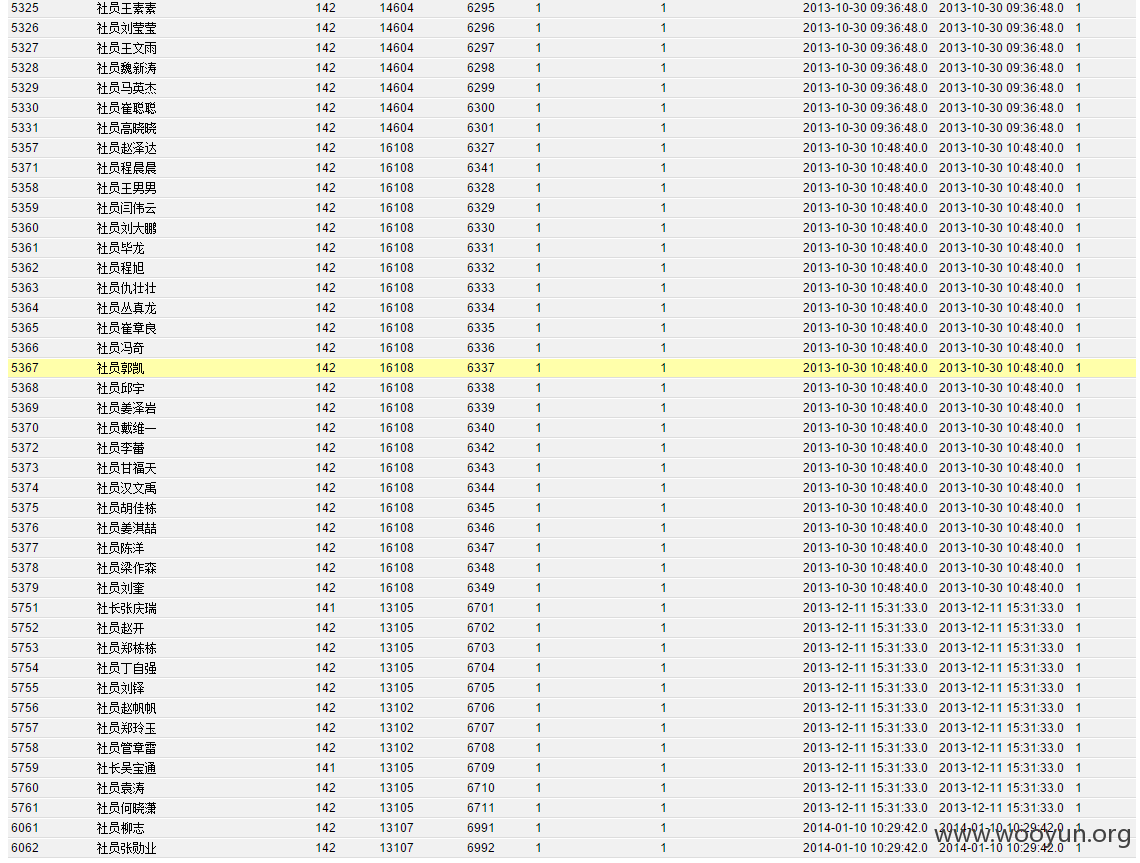 5325 社员王素素 142 14604 6295 1 1 2013-10-30 09:36:48.0 2013-10-30 09:36:48.0 1
5326 社员刘莹莹 142 14604 6296 1 1 2013-10-30 09:36:48.0 2013-10-30 09:36:48.0 1
5327 社员王文雨 142 14604 6297 1 1 2013-10-30 09:36:48.0 2013-10-30 09:36:48.0 1
5328 社员魏新涛 142 14604 6298 1 1 2013-10-30 09:36:48.0 2013-10-30 09:36:48.0 1
5329 社员马英杰 142 14604 6299 1 1 2013-10-30 09:36:48.0 2013-10-30 09:36:48.0 1
5330 社员崔聪聪 142 14604 6300 1 1 2013-10-30 09:36:48.0 2013-10-30 09:36:48.0 1
5331 社员高晓晓 142 14604 6301 1 1 2013-10-30 09:36:48.0 2013-10-30 09:36:48.0 1
5357 社员赵泽达 142 16108 6327 1 1 2013-10-30 10:48:40.0 2013-10-30 10:48:40.0 1
5371 社员程晨晨 142 16108 6341 1 1 2013-10-30 10:48:40.0 2013-10-30 10:48:40.0 1
5358 社员王男男 142 16108 6328 1 1 2013-10-30 10:48:40.0 2013-10-30 10:48:40.0 1
5359 社员闫伟云 142 16108 6329 1 1 2013-10-30 10:48:40.0 2013-10-30 10:48:40.0 1
5360 社员刘大鹏 142 16108 6330 1 1 2013-10-30 10:48:40.0 2013-10-30 10:48:40.0 1
5361 社员毕龙 142 16108 6331 1 1 2013-10-30 10:48:40.0 2013-10-30 10:48:40.0 1
5362 社员程旭 142 16108 6332 1 1 2013-10-30 10:48:40.0 2013-10-30 10:48:40.0 1
5363 社员仇壮壮 142 16108 6333 1 1 2013-10-30 10:48:40.0 2013-10-30 10:48:40.0 1
5364 社员丛真龙 142 16108 6334 1 1 2013-10-30 10:48:40.0 2013-10-30 10:48:40.0 1
5365 社员崔章良 142 16108 6335 1 1 2013-10-30 10:48:40.0 2013-10-30 10:48:40.0 1
5366 社员冯奇 142 16108 6336 1 1 2013-10-30 10:48:40.0 2013-10-30 10:48:40.0 1
5367 社员郭凯 142 16108 6337 1 1 2013-10-30 10:48:40.0 2013-10-30 10:48:40.0 1
5368 社员邱宇 142 16108 6338 1 1 2013-10-30 10:48:40.0 2013-10-30 10:48:40.0 1
5369 社员姜泽岩 142 16108 6339 1 1 2013-10-30 10:48:40.0 2013-10-30 10:48:40.0 1
5370 社员戴维一 142 16108 6340 1 1 2013-10-30 10:48:40.0 2013-10-30 10:48:40.0 1
5372 社员李蕾 142 16108 6342 1 1 2013-10-30 10:48:40.0 2013-10-30 10:48:40.0 1
5373 社员甘福天 142 16108 6343 1 1 2013-10-30 10:48:40.0 2013-10-30 10:48:40.0 1
5374 社员汉文禹 142 16108 6344 1 1 2013-10-30 10:48:40.0 2013-10-30 10:48:40.0 1
5375 社员胡佳栋 142 16108 6345 1 1 2013-10-30 10:48:40.0 2013-10-30 10:48:40.0 1
5376 社员姜淇喆 142 16108 6346 1 1 2013-10-30 10:48:40.0 2013-10-30 10:48:40.0 1
5377 社员陈洋 142 16108 6347 1 1 2013-10-30 10:48:40.0 2013-10-30 10:48:40.0 1
5378 社员梁作森 142 16108 6348 1 1 2013-10-30 10:48:40.0 2013-10-30 10:48:40.0 1
5379 社员刘奎 142 16108 6349 1 1 2013-10-30 10:48:40.0 2013-10-30 10:48:40.0 1
5751 社长张庆瑞 141 13105 6701 1 1 2013-12-11 15:31:33.0 2013-12-11 15:31:33.0 1
5752 社员赵开 142 13105 6702 1 1 2013-12-11 15:31:33.0 2013-12-11 15:31:33.0 1
5753 社员郑栋栋 142 13105 6703 1 1 2013-12-11 15:31:33.0 2013-12-11 15:31:33.0 1
5754 社员丁自强 142 13105 6704 1 1 2013-12-11 15:31:33.0 2013-12-11 15:31:33.0 1
5755 社员刘铎 142 13105 6705 1 1 2013-12-11 15:31:33.0 2013-12-11 15:31:33.0 1
5756 社员赵帆帆 142 13102 6706 1 1 2013-12-11 15:31:33.0 2013-12-11 15:31:33.0 1
5757 社员郑玲玉 142 13102 6707 1 1 2013-12-11 15:31:33.0 2013-12-11 15:31:33.0 1
5758 社员管章雷 142 13102 6708 1 1 2013-12-11 15:31:33.0 2013-12-11 15:31:33.0 1
5759 社长吴宝通 141 13105 6709 1 1 2013-12-11 15:31:33.0 2013-12-11 15:31:33.0 1
5760 社员袁涛 142 13105 6710 1 1 2013-12-11 15:31:33.0 2013-12-11 15:31:33.0 1
5761 社员何晓潇 142 13105 6711 1 1 2013-12-11 15:31:33.0 2013-12-11 15:31:33.0 1
6061 社员柳志 142 13107 6991 1 1 2014-01-10 10:29:42.0 2014-01-10 10:29:42.0 1
6062 社员张勋业 142 13107 6992 1 1 2014-01-10 10:29:42.0 2014-01-10 10:29:42.0 1
www.wooyun.org